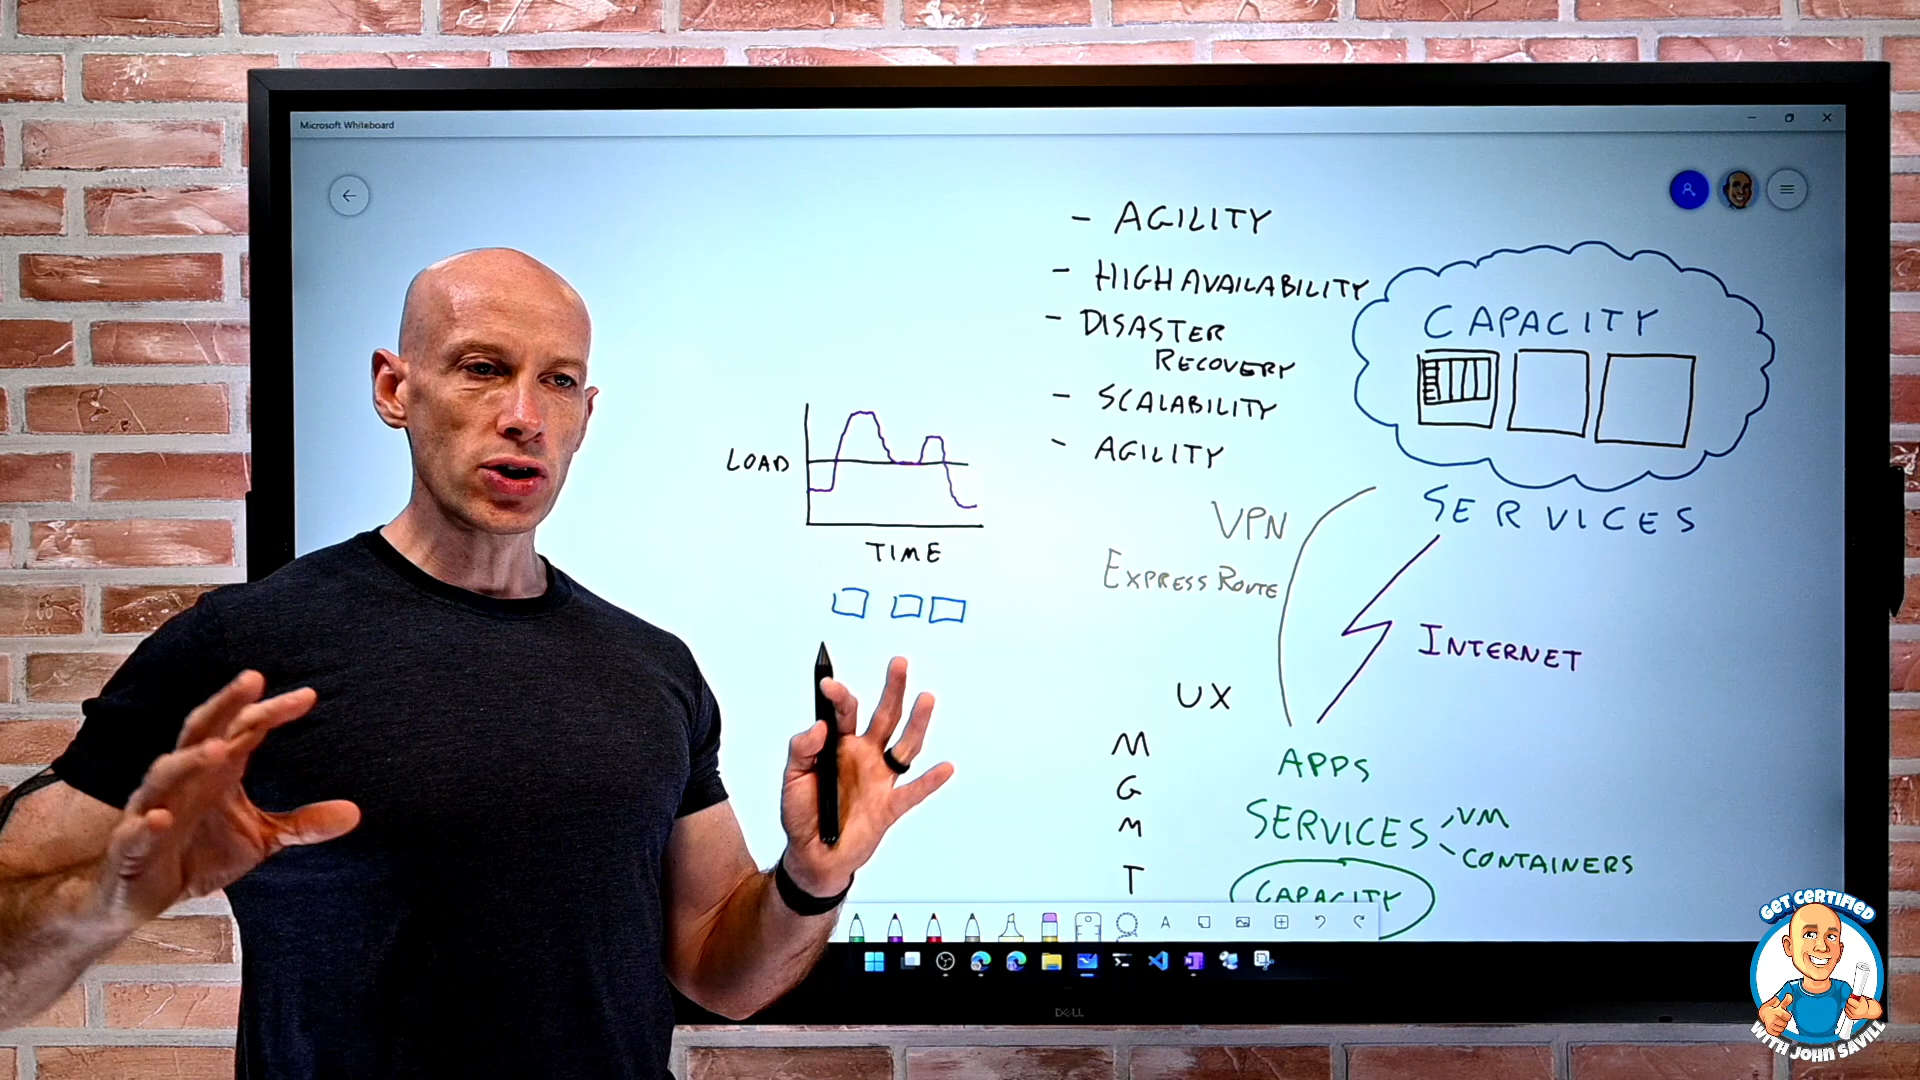 Microsoft Whiteboard
- AGILITY
- HIGH AVAILABILITY
- DISASTER
RECOVERY
- SCALABILITY
- AGILITY
CAPACITY
SERVICES
LOAD
TIME
VPN
EXPRESS ROUTE
INTERNET
UX
M
G
M
T
APPS
SERVICES
VM
CONTAINERS
CAPACITY
DELL
GET CERTIFIED
WITH JOHN SAVILL